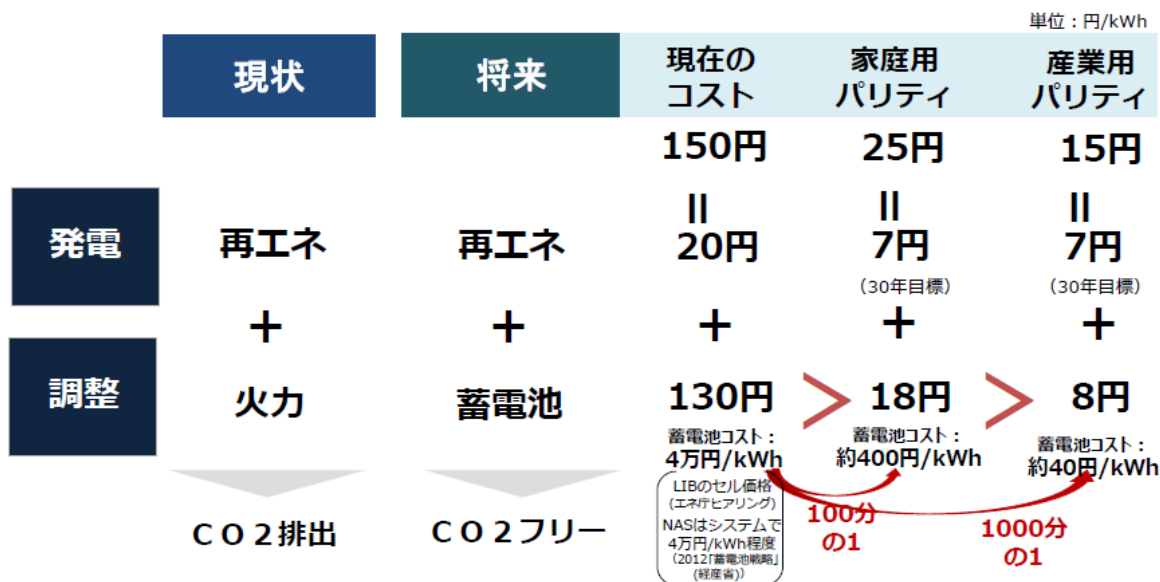 単位：円/kWh
現状
将来
現在の
コスト
家庭用
パリティ
産業用
パリティ
150円
25円
15円
=
=
=
発電
再エネ
再エネ
20円
7円
7円
（30年目標）
（30年目標）
+
+
+
+
+
調整
火力
蓄電池
130円
>
18円
>
8円
蓄電池コスト：
4万円/kWh
蓄電池コスト：
約400円/kWh
蓄電池コスト：
約40円/kWh
LIBのセル価格
(エネ庁ヒアリング)
NASはシステムで
4万円/kWh程度
（2012「蓄電池戦略」
(経産省)）
100分
の1
1000分
の1
ＣＯ２排出
ＣＯ２フリー